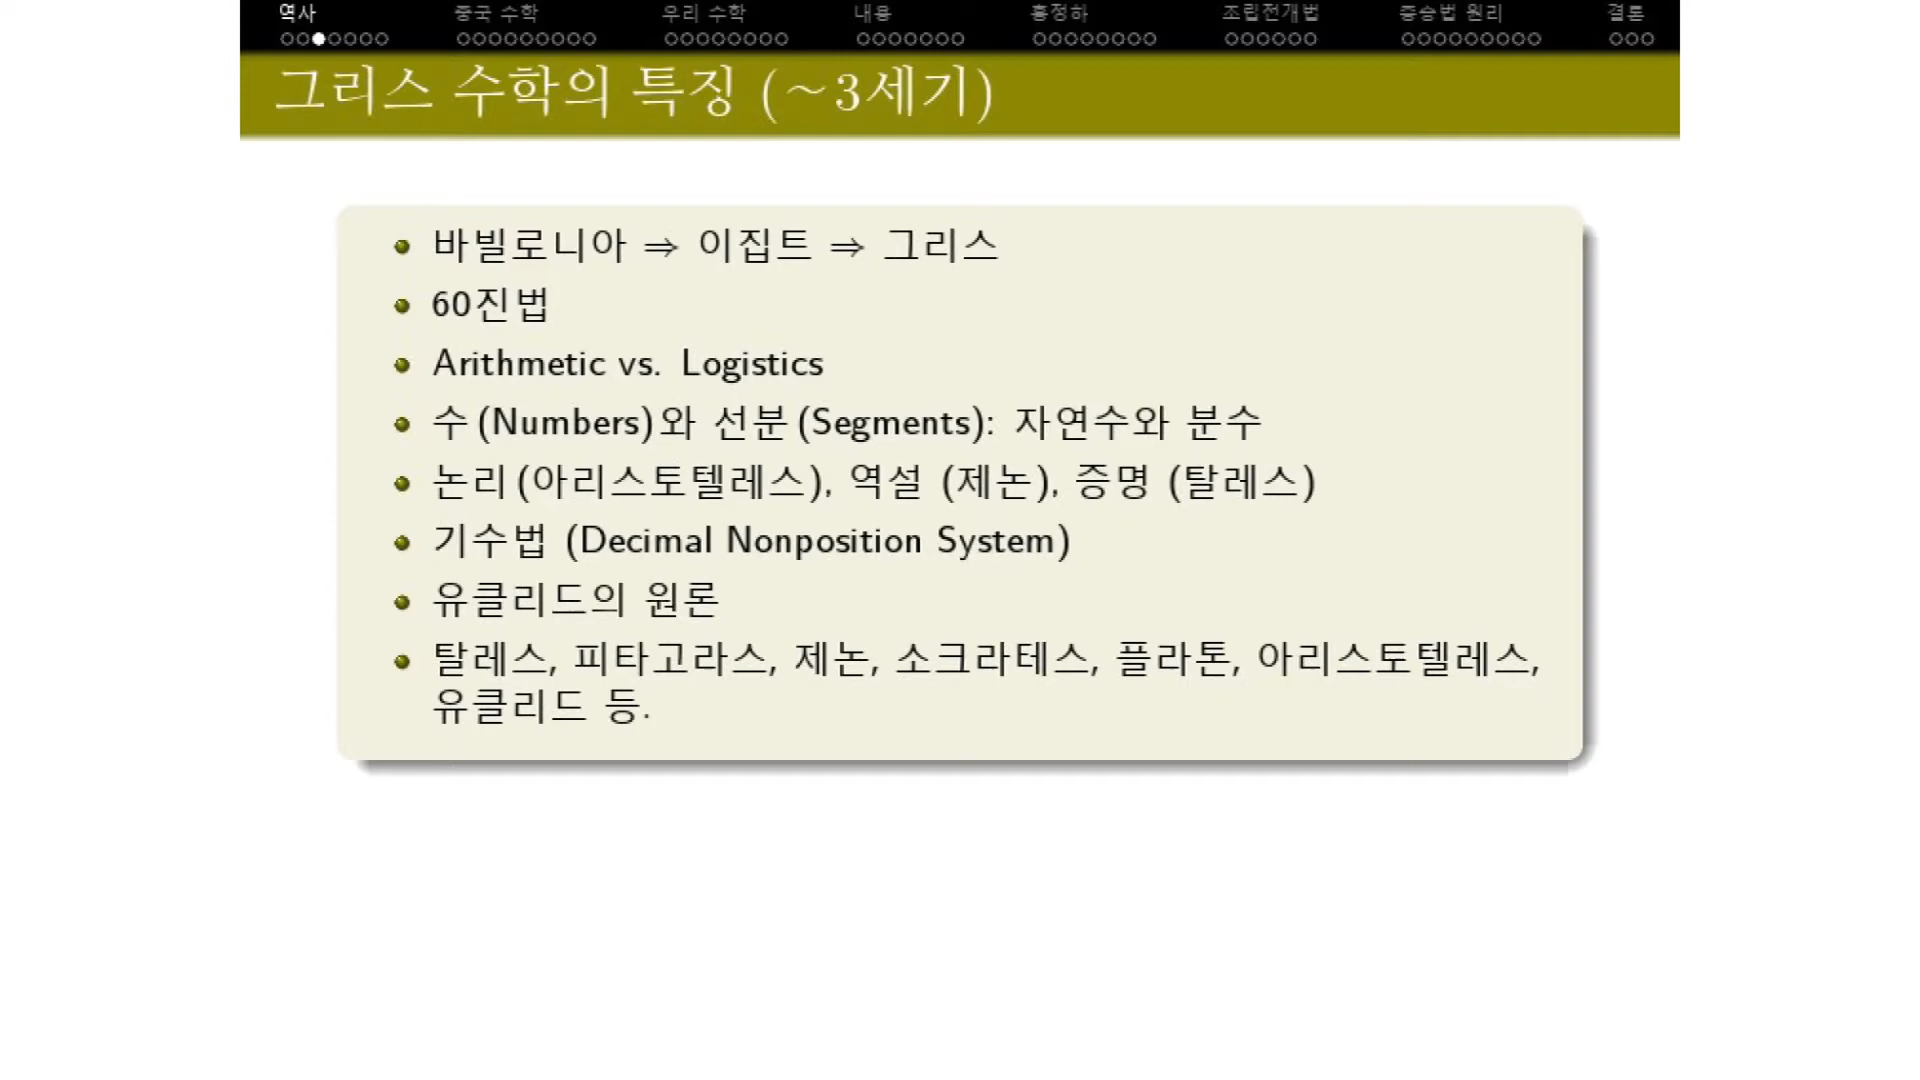 역사 중국 수학 우리 수학 내용 홍정하 조립전개법 증승법 원리 결론
그리스 수학의 특징 (~3세기)
바빌로니아 ⇒ 이집트 ⇒ 그리스
60진법
Arithmetic vs. Logistics
수(Numbers)와 선분(Segments): 자연수와 분수
논리(아리스토텔레스), 역설 (제논), 증명 (탈레스)
기수법 (Decimal Nonposition System)
유클리드의 원론
탈레스, 피타고라스, 제논, 소크라테스, 플라톤, 아리스토텔레스,
유클리드 등.